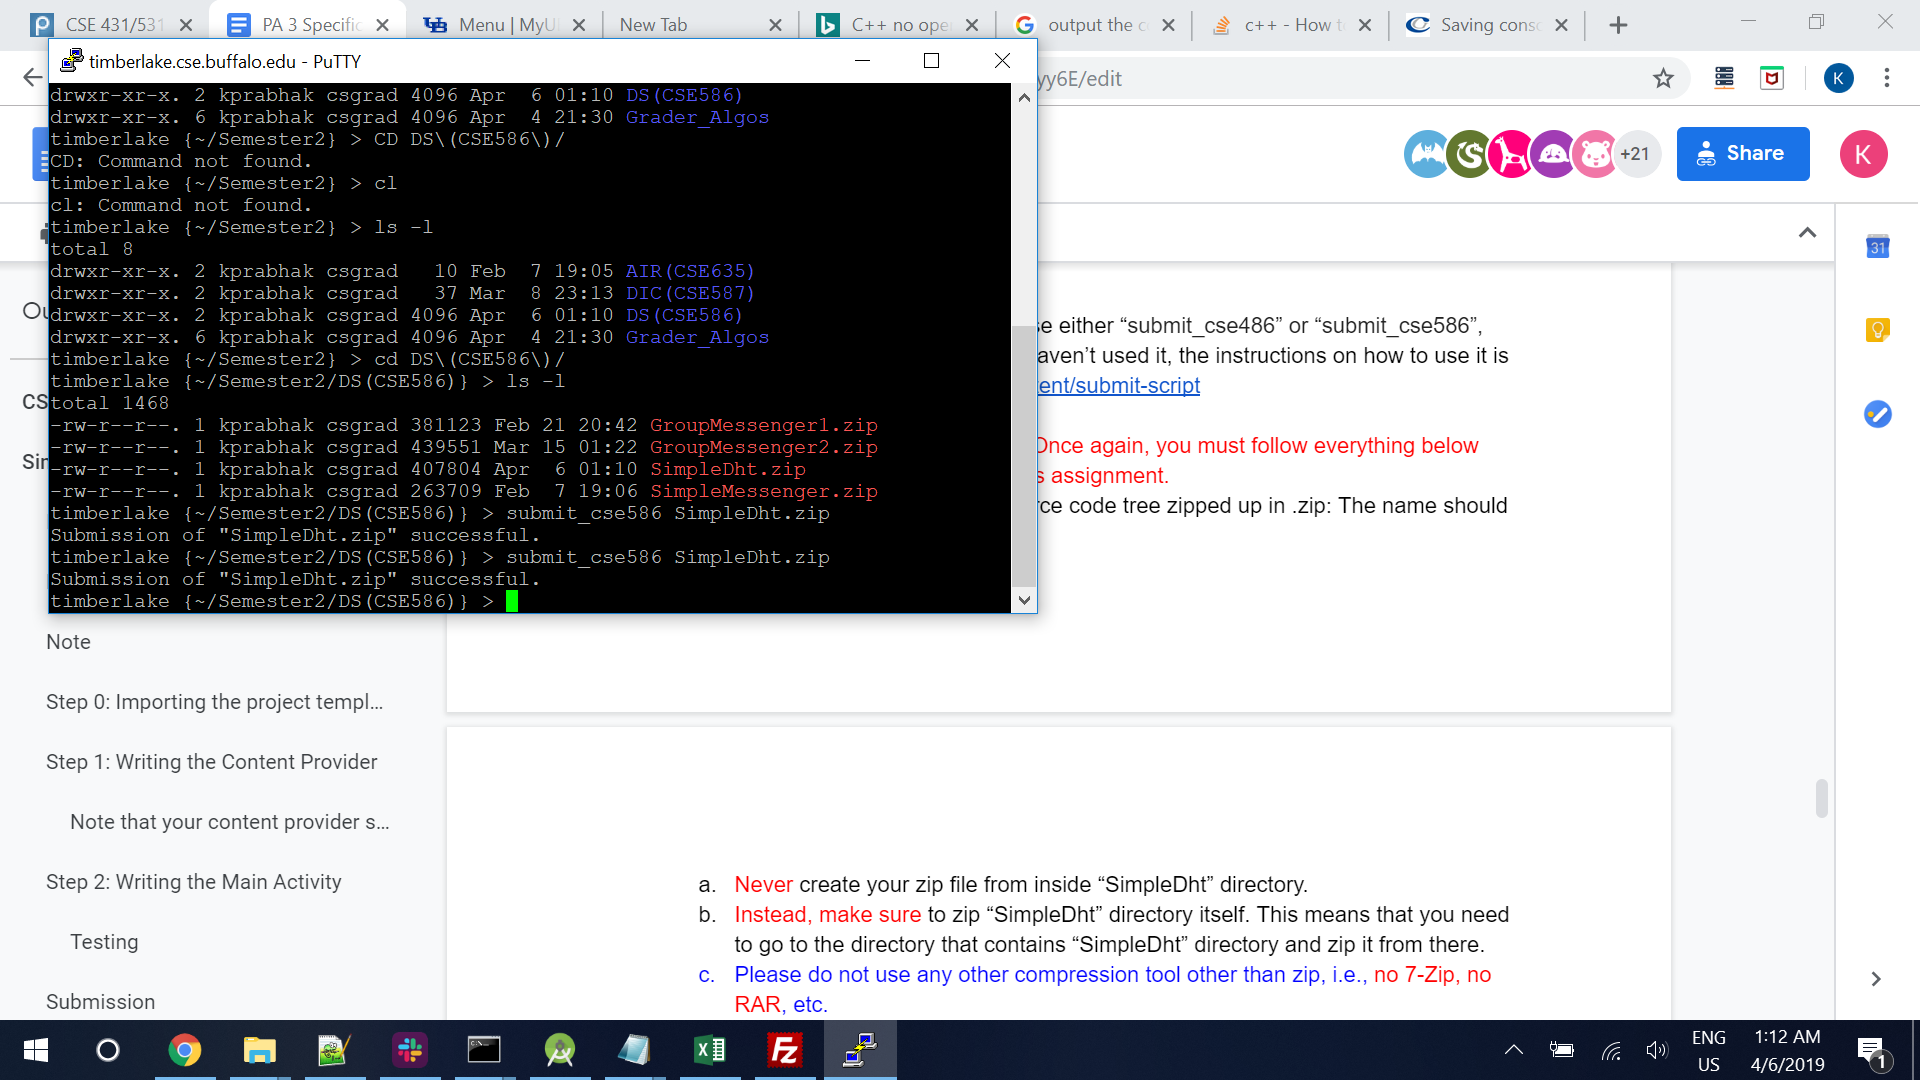 CSE 431/531
PA 3 Specific
Menu | MyU
New Tab
C++ no ope
output the c
c++ - How t
Saving cons
timberlake.cse.buffalo.edu - PuTTY
yy6E/edit
K
drwxr-xr-x. 2 kprabhak csgrad 4096 Apr  6 01:10 DS(CSE586)
drwxr-xr-x. 6 kprabhak csgrad 4096 Apr  4 21:30 Grader_Algos
timberlake {~/Semester2} > CD DS\(CSE586\)/
CD: Command not found.
timberlake {~/Semester2} > cl
cl: Command not found.
timberlake {~/Semester2} > ls -l
total 8
drwxr-xr-x. 2 kprabhak csgrad   10 Feb  7 19:05 AIR(CSE635)
drwxr-xr-x. 2 kprabhak csgrad   37 Mar  8 23:13 DIC(CSE587)
drwxr-xr-x. 2 kprabhak csgrad 4096 Apr  6 01:10 DS(CSE586)
drwxr-xr-x. 6 kprabhak csgrad 4096 Apr  4 21:30 Grader_Algos
timberlake {~/Semester2} > cd DS\(CSE586\)/
timberlake {~/Semester2/DS(CSE586)} > ls -l
total 1468
-rw-r--r--. 1 kprabhak csgrad 381123 Feb 21 20:42 GroupMessenger1.zip
-rw-r--r--. 1 kprabhak csgrad 439551 Mar 15 01:22 GroupMessenger2.zip
-rw-r--r--. 1 kprabhak csgrad 407804 Apr  6 01:10 SimpleDht.zip
-rw-r--r--. 1 kprabhak csgrad 263709 Feb  7 19:06 SimpleMessenger.zip
timberlake {~/Semester2/DS(CSE586)} > submit_cse586 SimpleDht.zip
Submission of "SimpleDht.zip" successful.
timberlake {~/Semester2/DS(CSE586)} > submit_cse586 SimpleDht.zip
Submission of "SimpleDht.zip" successful.
timberlake {~/Semester2/DS(CSE586)} >
+21
Share
K
31
Ou
CS
Sir
e either “submit_cse486” or “submit_cse586”,
aven’t used it, the instructions on how to use it is
ent/submit-script
Once again, you must follow everything below
s assignment.
rce code tree zipped up in .zip: The name should
Note
Step 0: Importing the project templ...
Step 1: Writing the Content Provider
Note that your content provider s...
Step 2: Writing the Main Activity
Testing
Submission
a. Never create your zip file from inside “SimpleDht” directory.
b. Instead, make sure to zip “SimpleDht” directory itself. This means that you need
to go to the directory that contains “SimpleDht” directory and zip it from there.
c. Please do not use any other compression tool other than zip, i.e., no 7-Zip, no
RAR, etc.
ENG
US
1:12 AM
4/6/2019
1